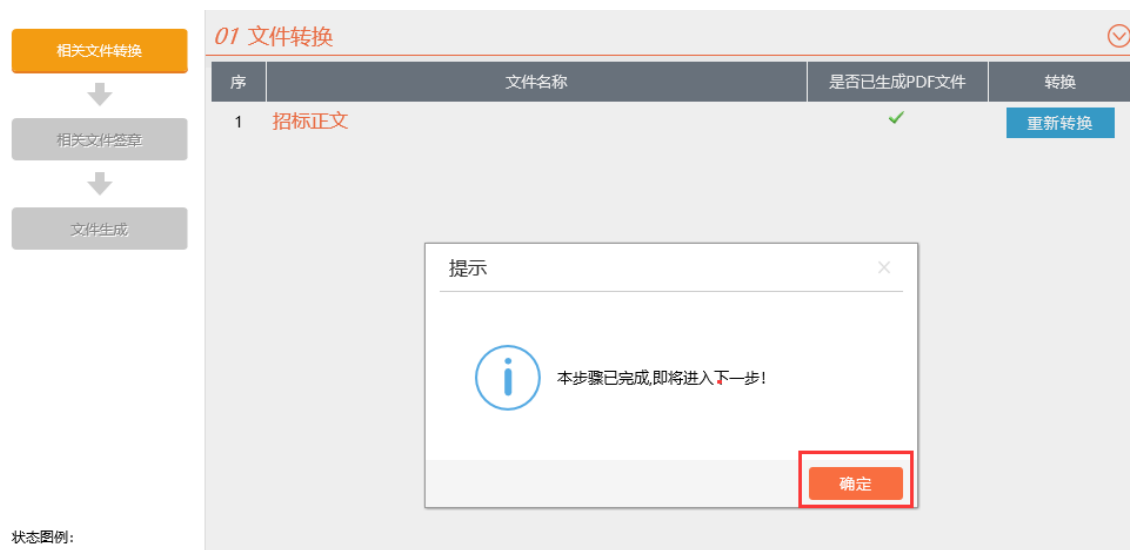 相关文件转换
相关文件签章
文件生成
状态图例:
01 文件转换
序 文件名称 是否已生成PDF文件 转换
1 招标正文 重新转换
提示
本步骤已完成,即将进入下一步!
确定